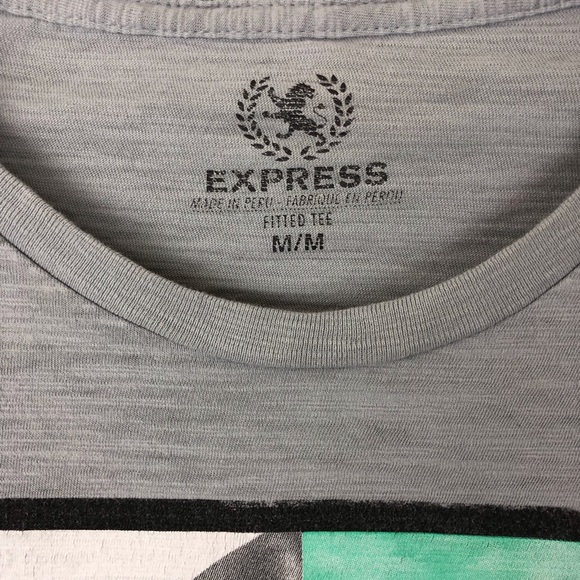 EXPRESS
MADE IN PERU - FABRIQUE EN PEROU
FITTED TEE
M/M